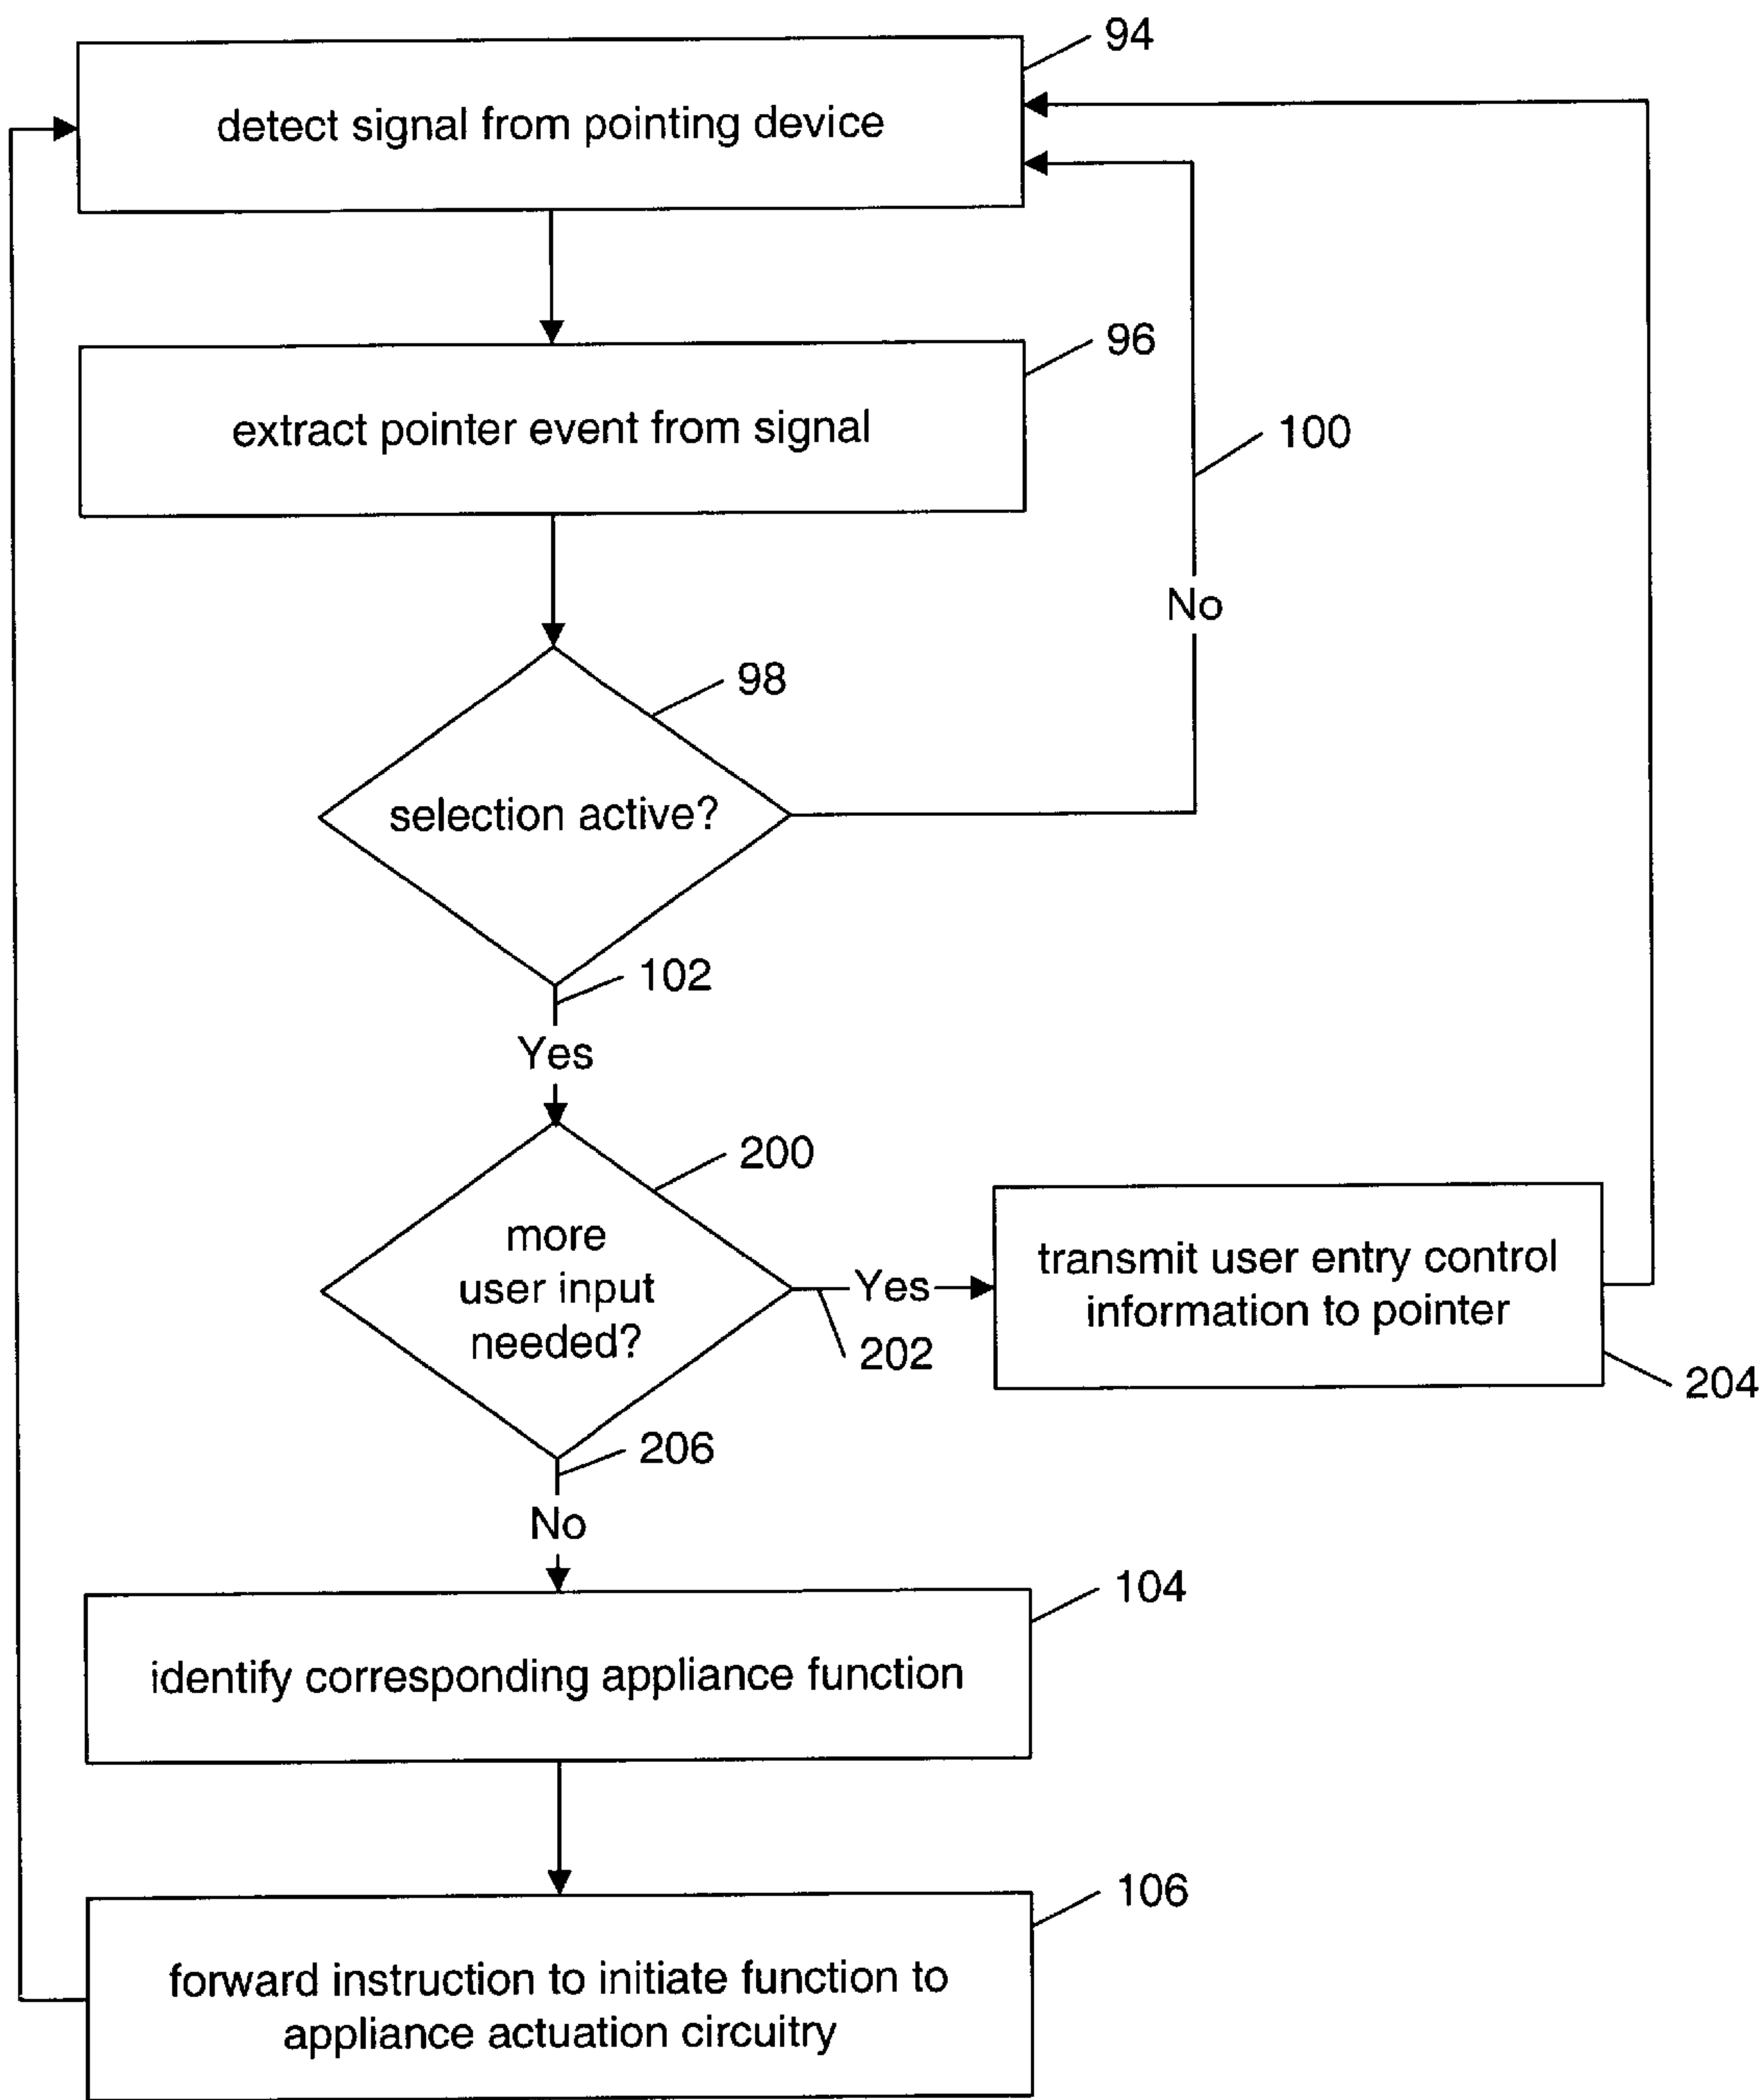 94
detect signal from pointing device
96
extract pointer event from signal
100
No
98
selection active?
102
Yes
200
more
user input
needed?
Yes
202
transmit user entry control
information to pointer
204
206
No
104
identify corresponding appliance function
106
forward instruction to initiate function to
appliance actuation circuitry